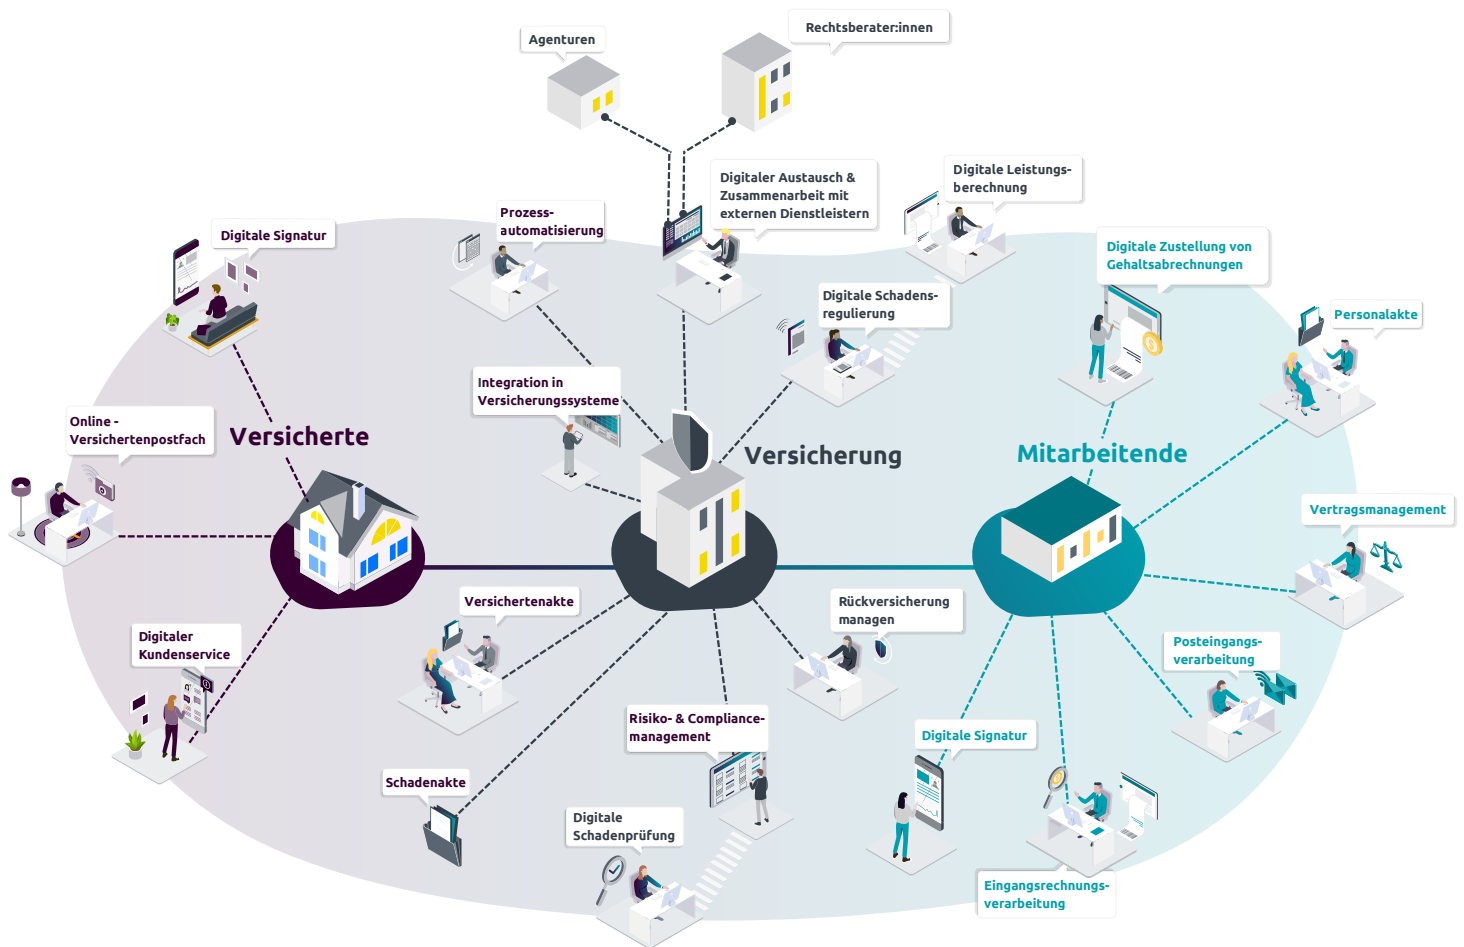 Agenturen
Rechtsberater:innen
Digitaler Austausch &
Zusammenarbeit mit
externen Dienstleistern
Digitale Leistungs-
berechnung
Prozess-
automatisierung
Digitale Signatur
Digitale Zustellung von
Gehaltsabrechnungen
Digitale Schadens-
regulierung
Personalakte
Integration in
Versicherungssysteme
Online -
Versichertenpostfach
Versicherte
Versicherung
Mitarbeitende
Vertragsmanagement
Versichertenakte
Rückversicherung
managen
Digitaler
Kundenservice
Posteingangs-
verarbeitung
Risiko- & Compliance-
management
Digitale Signatur
Schadenakte
Digitale
Schadenprüfung
Eingangsrechnungs-
verarbeitung